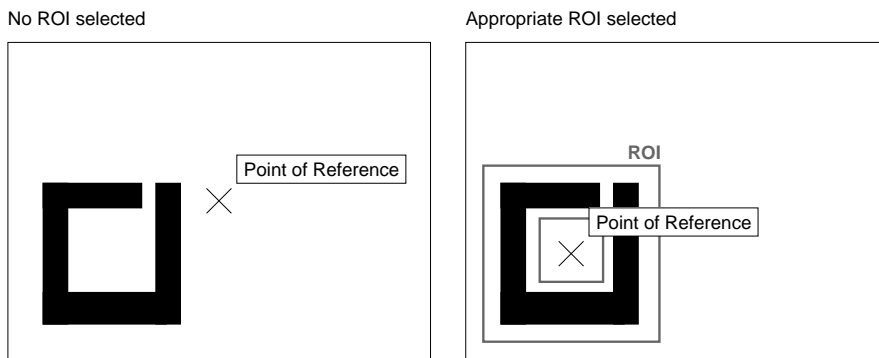 No ROI selected
Appropriate ROI selected
Point of Reference
ROI
Point of Reference